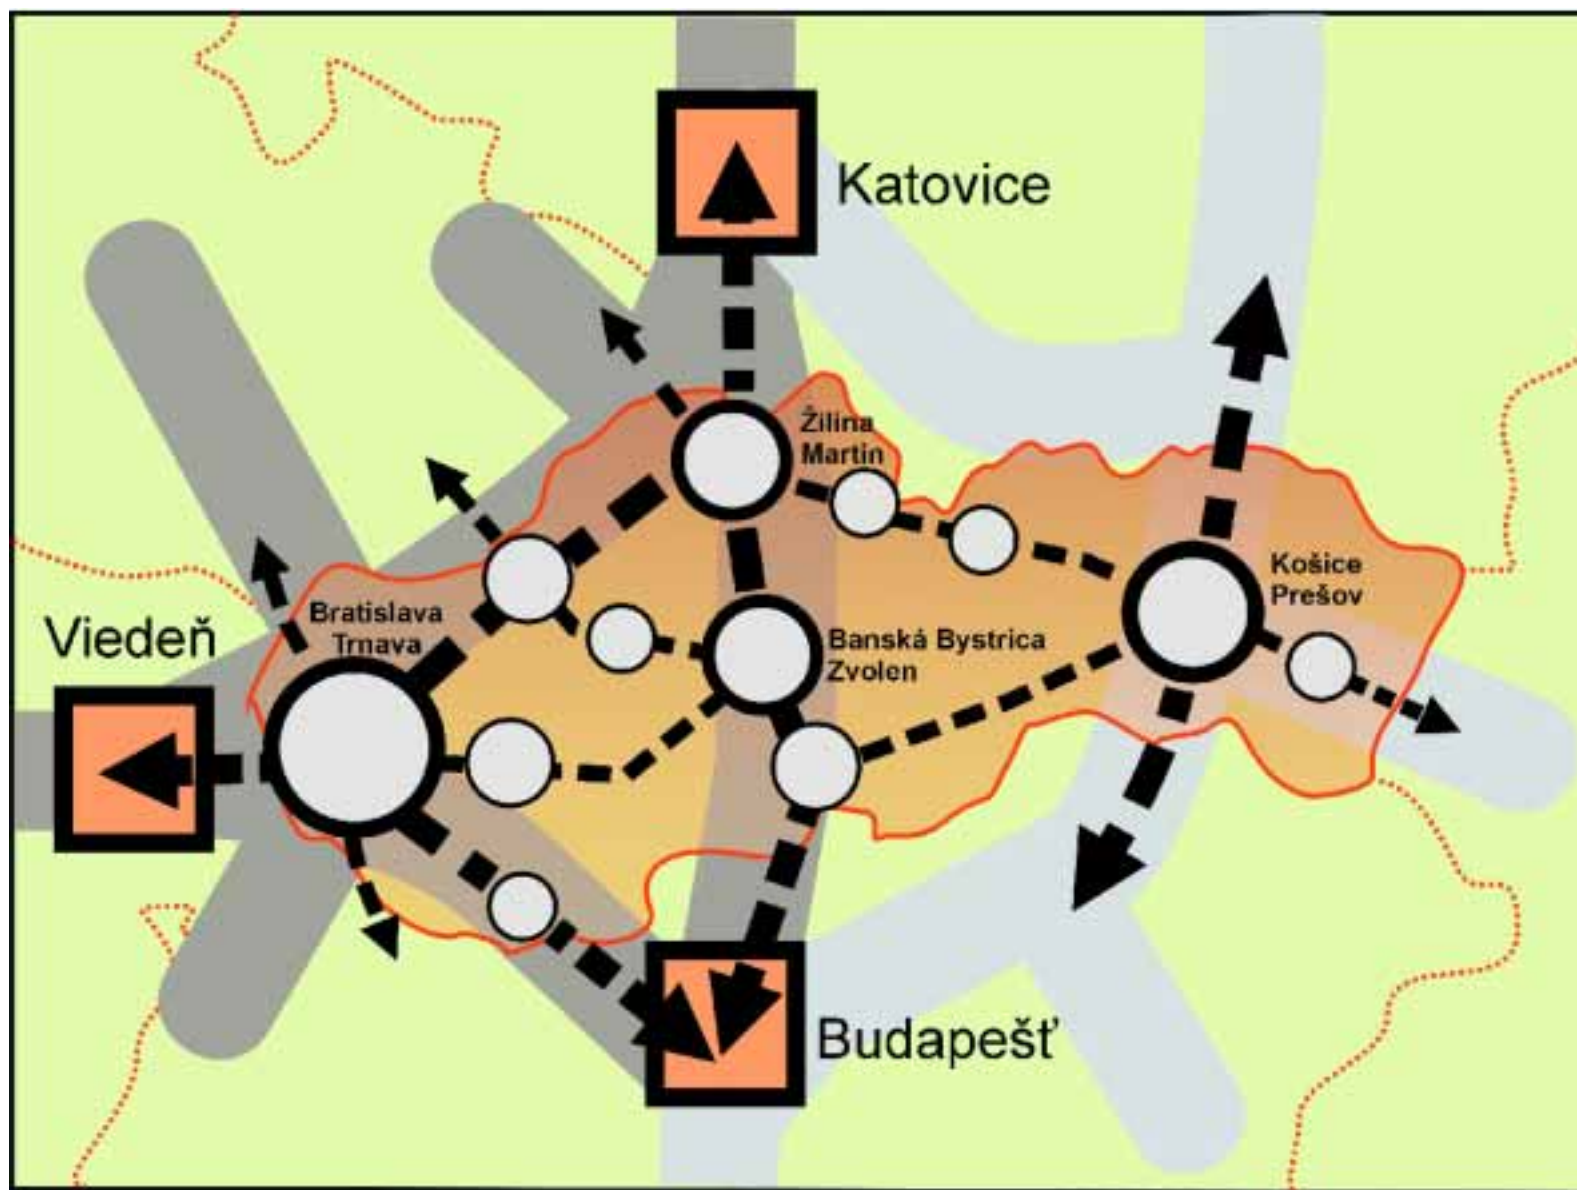 Katovice
Žilina
Martin
Košice
Prešov
Bratislava
Trnava
Viedeň
Banská Bystrica
Zvolen
Budapešť